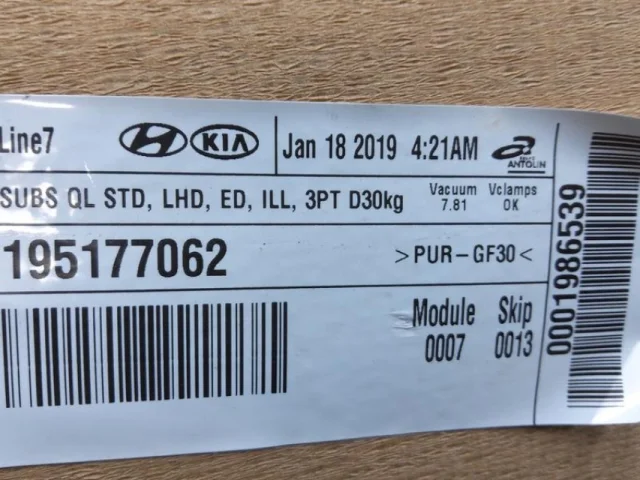 Line7 KIA Jan 18 2019 4:21AM ANTOLIN
SUBS QL STD, LHD, ED, ILL, 3PT D30kg
Vacuum 7.81
Vclamps OK
195177062
>PUR-GF30<
Module 0007
Skip 0013
0001986539